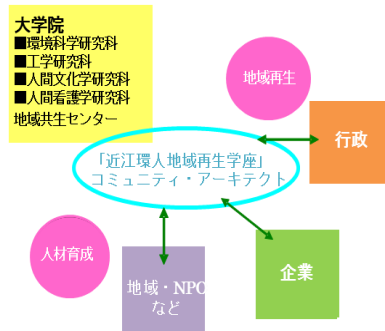 大学院
■環境科学研究科
■工学研究科
■人間文化学研究科
■人間看護学研究科
地域共生センター
地域再生
行政
「近江環人地域再生学座」
コミュニティ・アーキテクト
人材育成
地域・NPO
など
企業